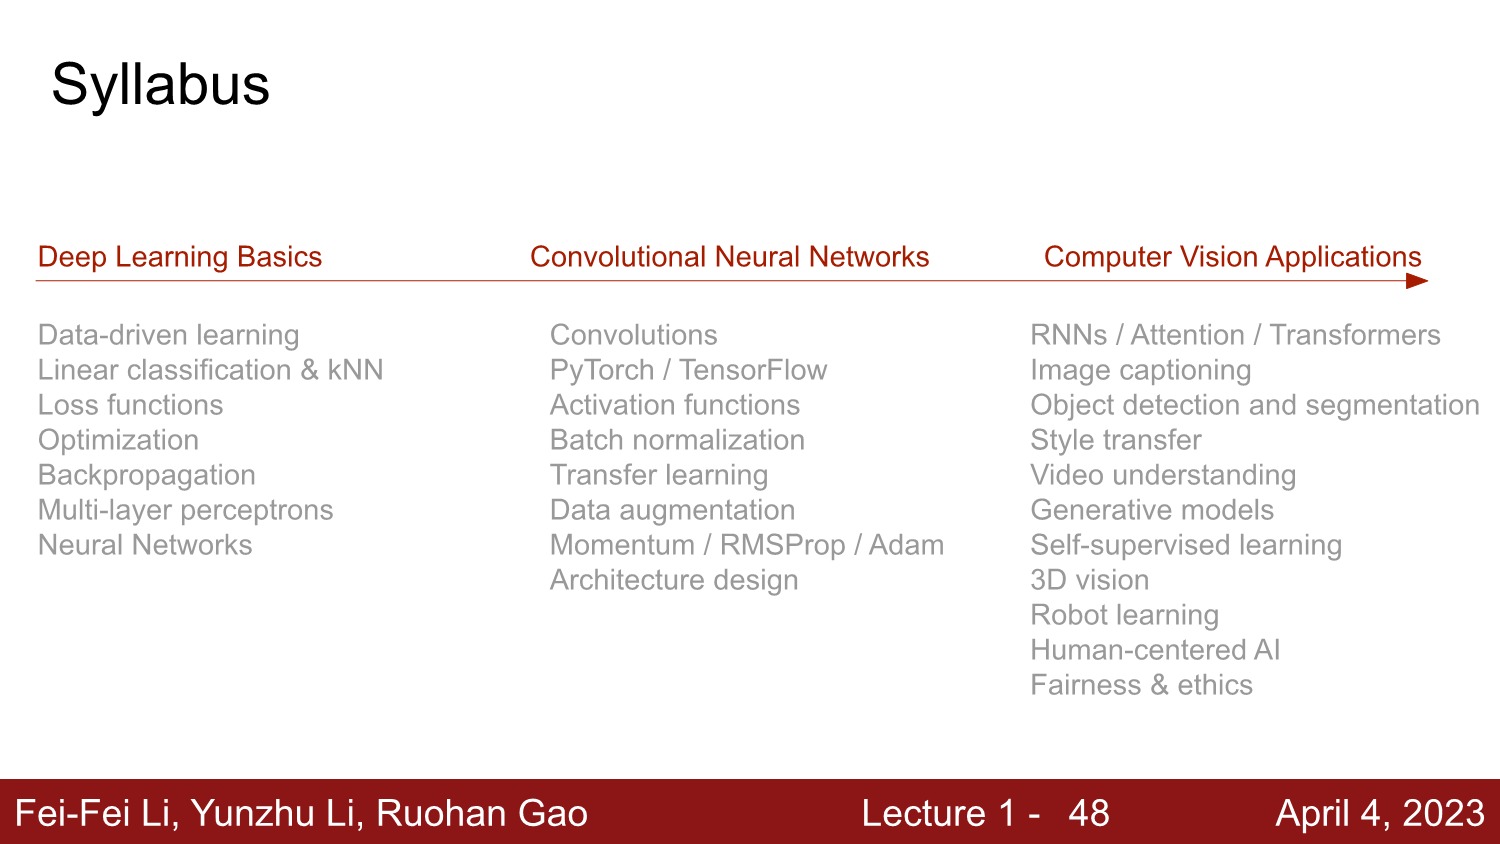 Syllabus
Deep Learning Basics
Data-driven learning
Linear classification & kNN
Loss functions
Optimization
Backpropagation
Multi-layer perceptrons
Neural Networks
Convolutional Neural Networks
Convolutions
PyTorch / TensorFlow
Activation functions
Batch normalization
Transfer learning
Data augmentation
Momentum / RMSProp / Adam
Architecture design
Computer Vision Applications
RNNs / Attention / Transformers
Image captioning
Object detection and segmentation
Style transfer
Video understanding
Generative models
Self-supervised learning
3D vision
Robot learning
Human-centered AI
Fairness & ethics
Fei-Fei Li, Yunzhu Li, Ruohan Gao
Lecture 1 - 48
April 4, 2023